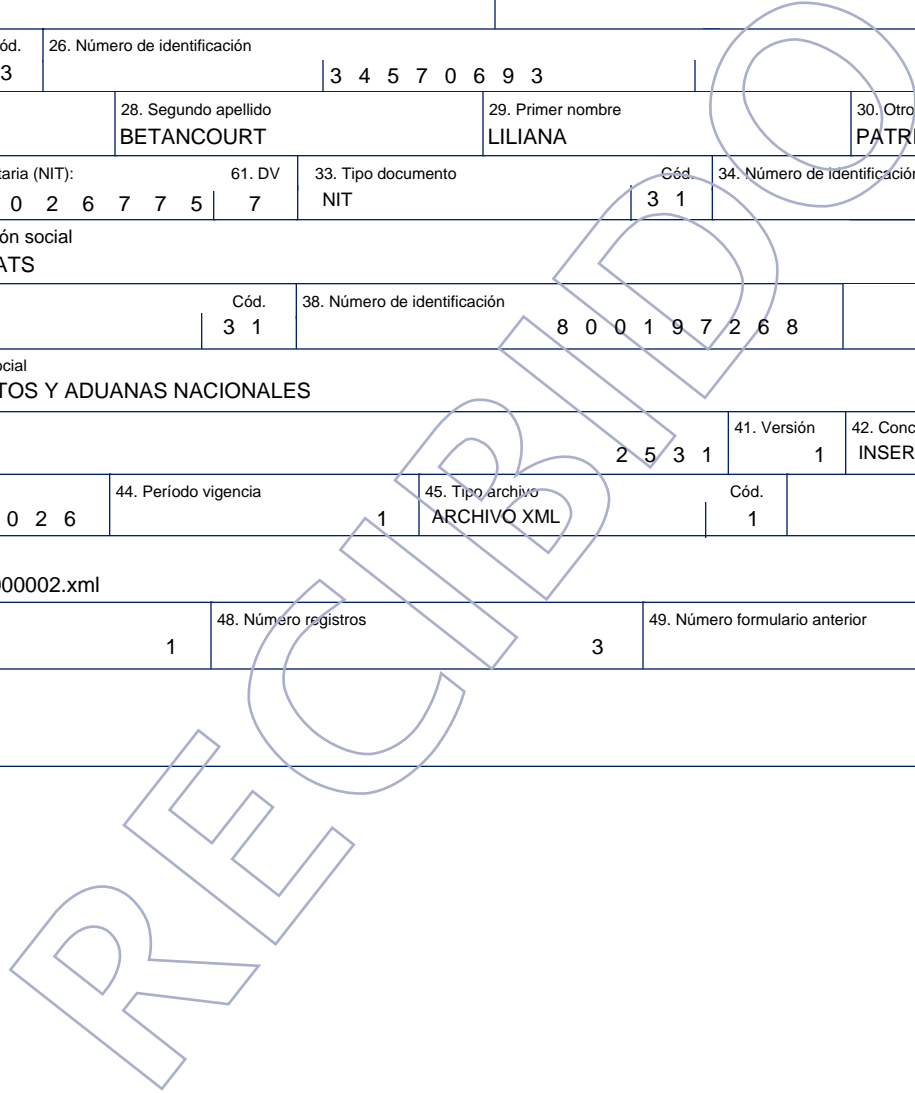 ód. 26. Número de identificación
3 3 4 5 7 0 6 9 3
28. Segundo apellido 29. Primer nombre 30. Otro
BETANCOURT LILIANA PATRI
taria (NIT): 61. DV 33. Tipo documento Cód. 34. Número de identificación
0 2 6 7 7 5 7 NIT 3 1
ón social
ATS
Cód. 38. Número de identificación
3 1 8 0 0 1 9 7 2 6 8
ocial
TOS Y ADUANAS NACIONALES
41. Versión 42. Conc
2 5 3 1 1 INSER
44. Período vigencia 45. Tipo archivo Cód.
0 2 6 1 ARCHIVO XML 1
000002.xml
48. Número registros 49. Número formulario anterior
1 3
RECIBIDO